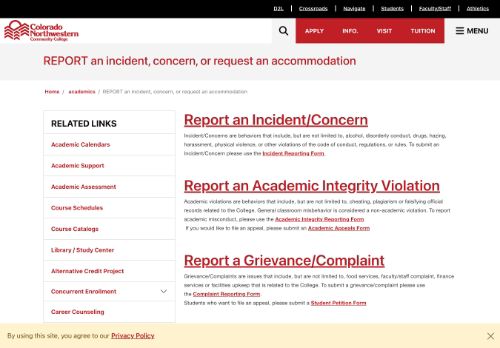 D2L | Crossroads | Navigate | Students | Faculty/Staff | Athletics
Colorado
Northwestern
Community College
APPLY INFO. VISIT TUITION MENU
REPORT an incident, concern, or request an accommodation
Home / academics / REPORT an incident, concern, or request an accommodation
RELATED LINKS
Academic Calendars
Academic Support
Academic Assessment
Course Schedules
Course Catalogs
Library / Study Center
Alternative Credit Project
Concurrent Enrollment
Career Counseling
Report an Incident/Concern
Incident/Concerns are behaviors that include, but are not limited to, alcohol, disorderly conduct, drugs, hazing,
harassment, physical violence, or other violations of the code of conduct, regulations, or rules. To submit an
Incident/Concern please use the Incident Reporting Form.
Report an Academic Integrity Violation
Academic violations are behaviors that include, but are not limited to, cheating, plagiarism or falsifying official
records related to the College. General classroom misbehavior is considered a non-academic violation. To report
academic misconduct, please use the Academic Integrity Reporting Form
If you would like to file an appeal, please submit an Academic Appeals Form
Report a Grievance/Complaint
Grievance/Complaints are issues that include, but are not limited to, food services, faculty/staff complaint, finance
services or facilities upkeep that is related to the College. To submit a grievance/complaint please use
the Complaint Reporting Form
Students who want to file an appeal, please submit a Student Petition Form
By using this site, you agree to our Privacy Policy